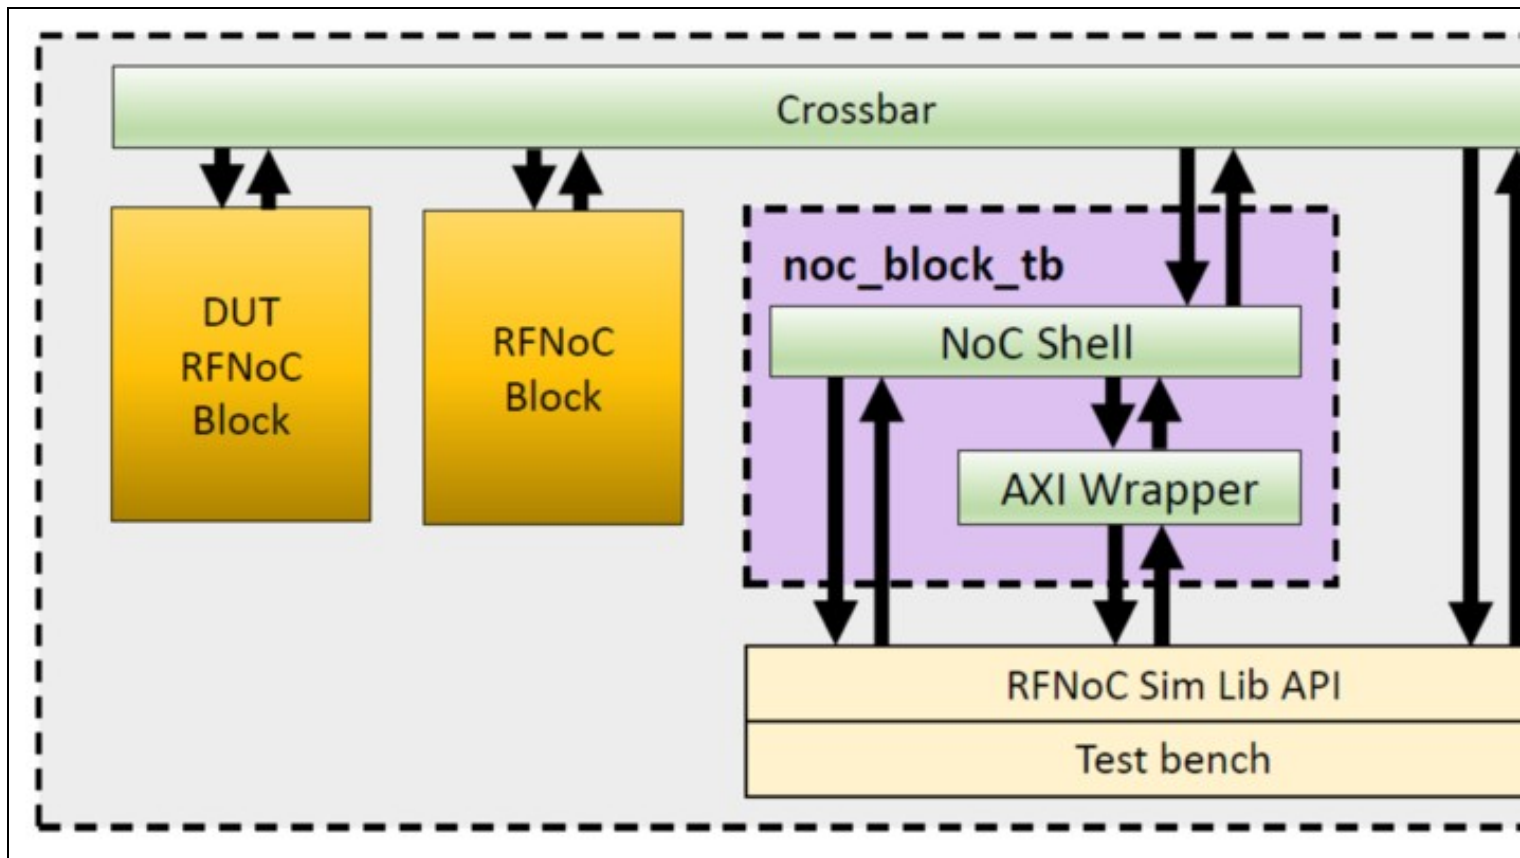 Crossbar
DUT
RFNoC
Block
RFNoC
Block
noc_block_tb
NoC Shell
AXI Wrapper
RFNoC Sim Lib API
Test bench